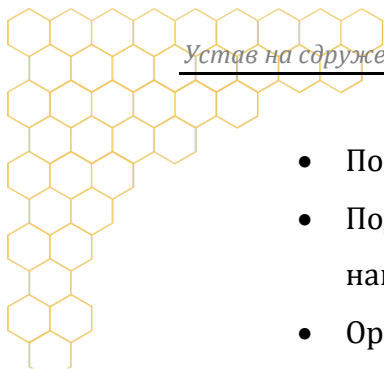 Устав на сдруже
• По
• По
на
• Ор